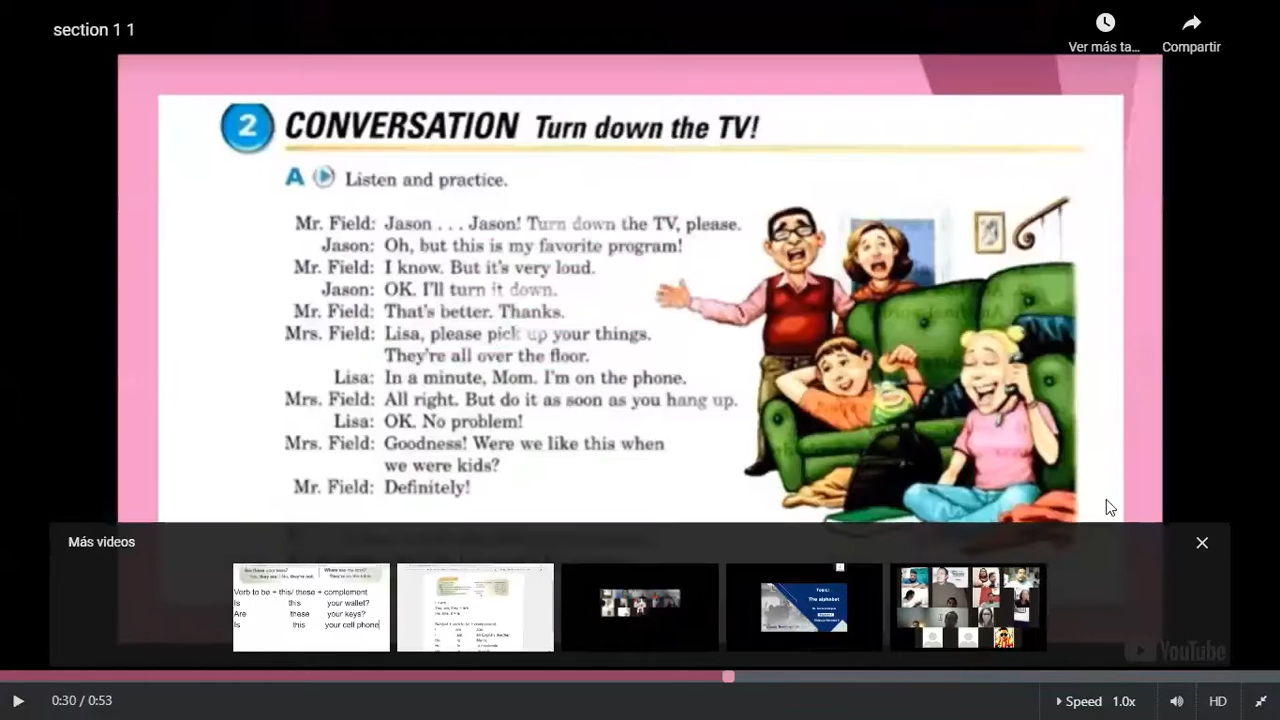 section 1 1
Ver más ta...
Compartir
2 CONVERSATION Turn down the TV!
A Listen and practice.
Mr. Field: Jason . . . Jason! Turn down the TV, please.
Jason: Oh, but this is my favorite program!
Mr. Field: I know. But it's very loud.
Jason: OK. I'll turn it down.
Mr. Field: That's better. Thanks.
Mrs. Field: Lisa, please pick up your things.
They're all over the floor.
Lisa: In a minute, Mom. I'm on the phone.
Mrs. Field: All right. But do it as soon as you hang up.
Lisa: OK. No problem!
Mrs. Field: Goodness! Were we like this when
we were kids?
Mr. Field: Definitely!
Más videos
Verb to be + this/ these + complement
Is this your wallet?
Are these your keys?
Is this your cell phone
Topic:
The alphabet
YouTube
0:30 / 0:53
Speed 1.0x
HD